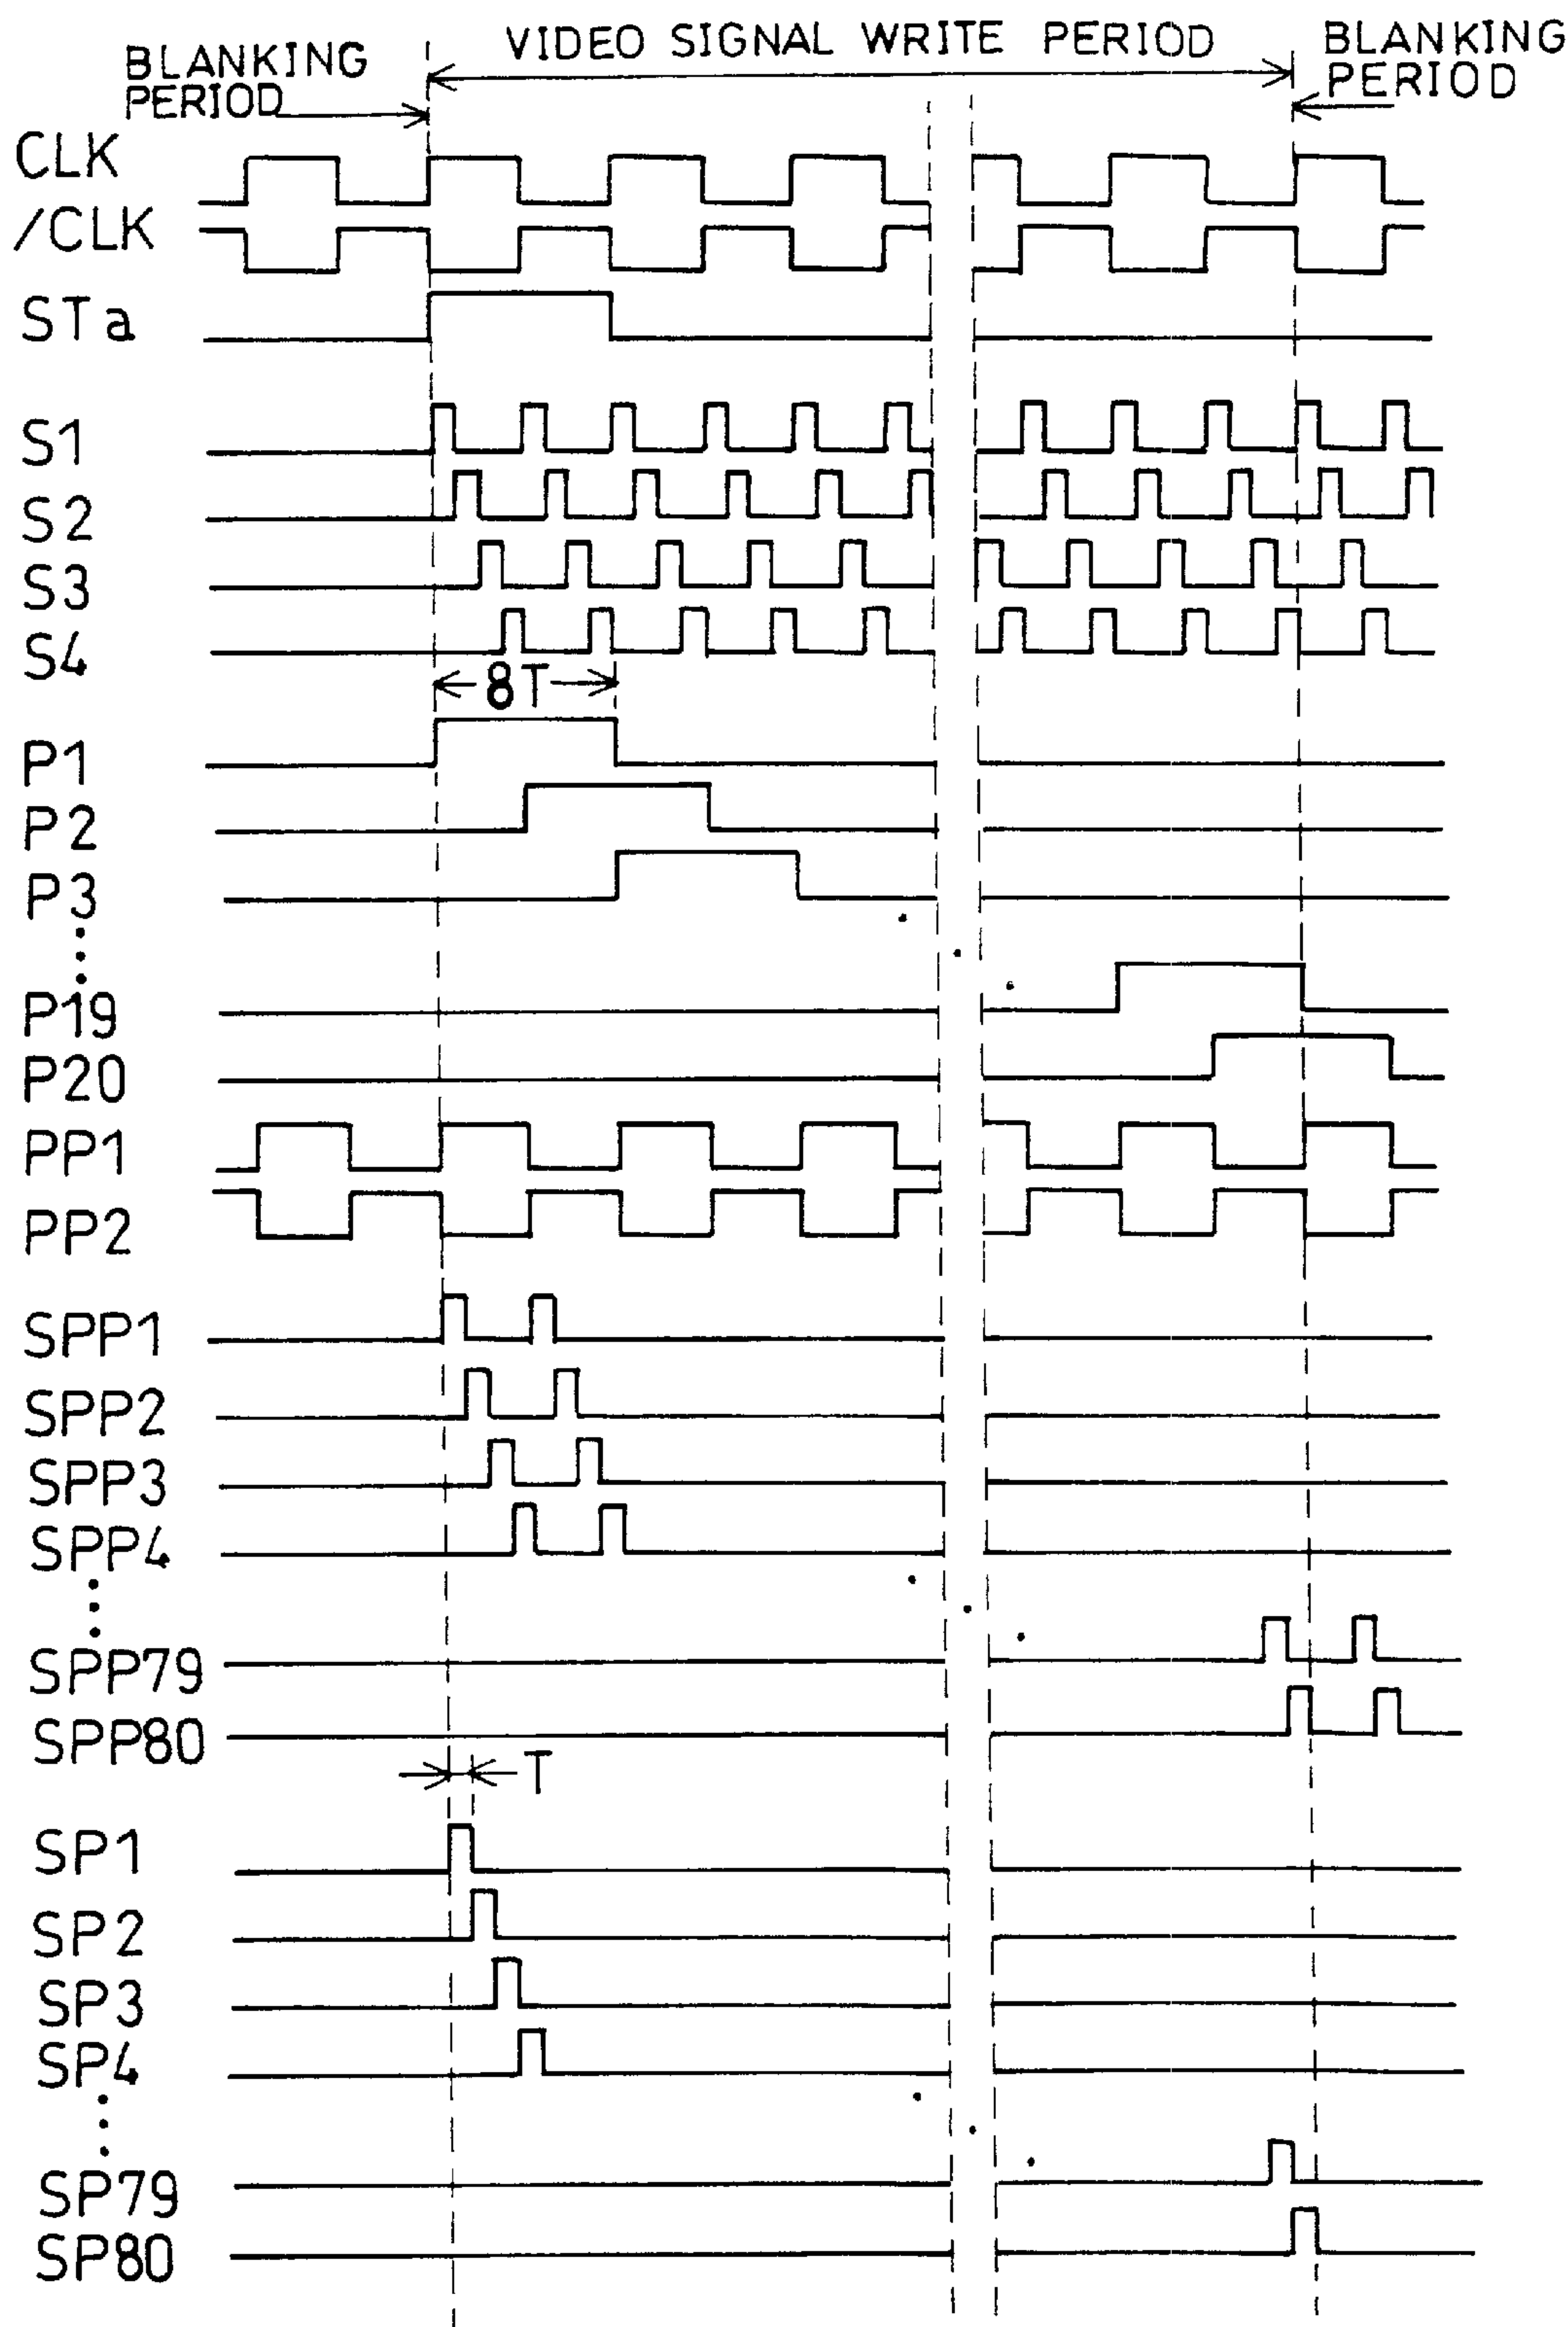 BLANKING
PERIOD
VIDEO SIGNAL WRITE PERIOD
BLANKING
PERIOD
CLK
/CLK
STa
S1
S2
S3
S4
8T
P1
P2
P3
P19
P20
PP1
PP2
SPP1
SPP2
SPP3
SPP4
SPP79
SPP80
T
SP1
SP2
SP3
SP4
SP79
SP80